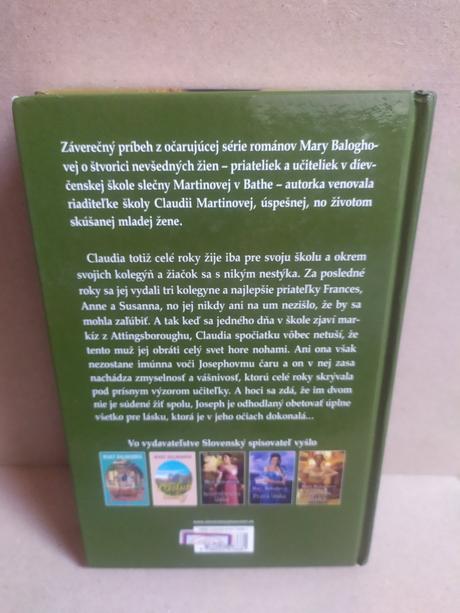 Záverečný príbeh z očarujúcej série románov Mary Balogho-
vej o štvorici nevšedných žien – priateliek a učiteliek v diev-
čenskej škole slečny Martinovej v Bathe – autorka venovala
riaditeľke školy Claudii Martinovej, úspešnej, no životom
skúšanej mladej žene.
Claudia totiž celé roky žije iba pre svoju školu a okrem
svojich kolegýň a žiačok sa s nikým nestýka. Za posledné
roky sa jej vydali tri kolegyne a najlepšie priateľky Frances,
Anne a Susanna, no jej nikdy ani na um nezišlo, že by sa
mohla zaľúbiť. A tak keď sa jedného dňa v škole zjaví mar-
kíz z Attingsboroughu, Claudia spočiatku vôbec netuší, že
tento muž jej obráti celý svet hore nohami. Ani ona však
nezostane imúnna voči Josephovmu čaru a on v nej zasa
nachádza zmyselnosť a vášnivosť, ktorú celé roky skrývala
pod prísnym výzorom učiteľky. A hoci sa zdá, že im dvom
nie je súdené žiť spolu, Joseph je odhodlaný obetovať úplne
všetko pre lásku, ktorá je v jeho očiach dokonalá...
Vo vydavateľstve Slovenský spisovateľ vyšlo